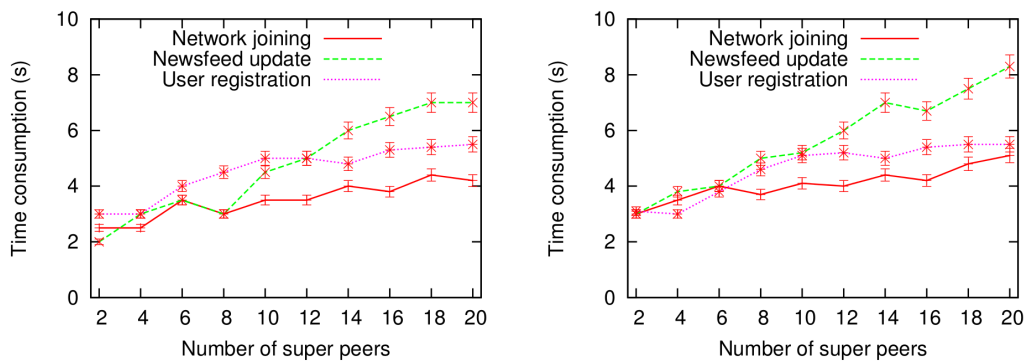 Time consumption (s)
10
8
6
4
2
0
Network joining
Newsfeed update
User registration
2 4 6 8 10 12 14 16 18 20
Number of super peers
Time consumption (s)
10
8
6
4
2
0
Network joining
Newsfeed update
User registration
2 4 6 8 10 12 14 16 18 20
Number of super peers